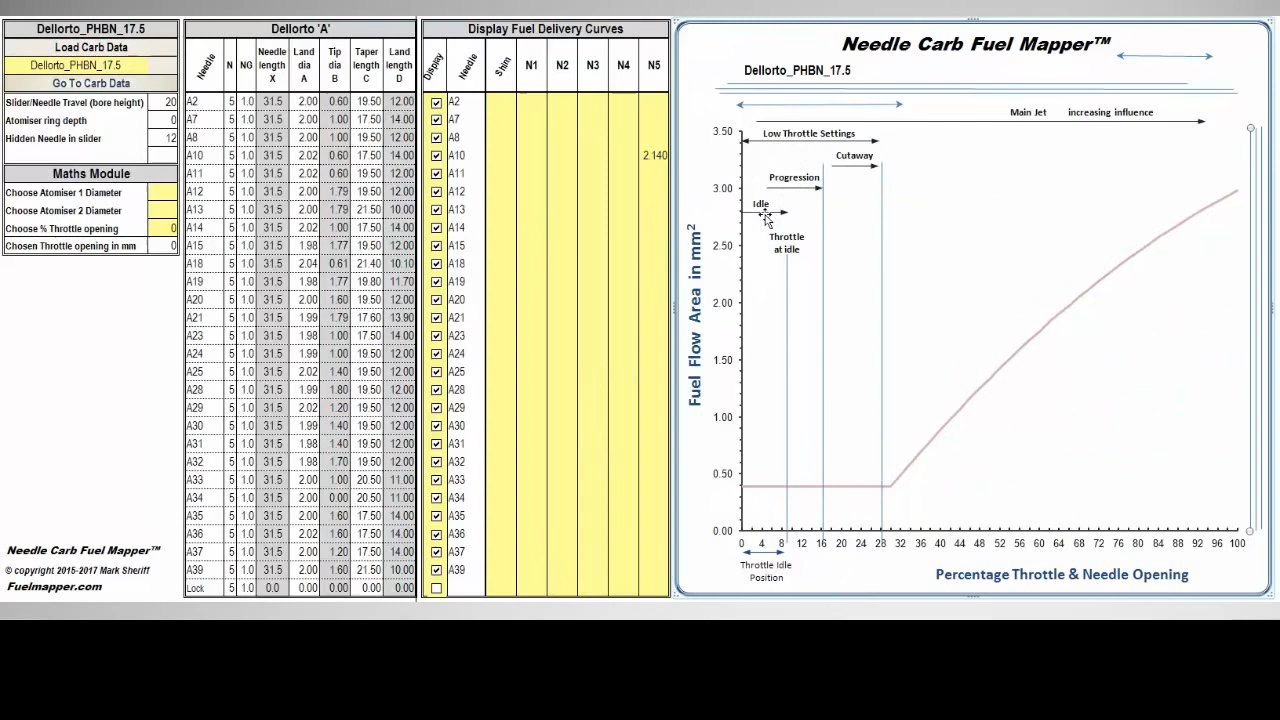 Dellorto_PHBN_17.5
Load Carb Data
Dellorto_PHBN_17.5
Go To Carb Data
Slider/Needle Travel (bore height) 20
Atomiser ring depth 0
Hidden Needle in slider 12
Maths Module
Choose Atomiser 1 Diameter
Choose Atomiser 2 Diameter
Choose % Throttle opening 0
Chosen Throttle opening in mm 0
Needle Carb Fuel Mapper™
© copyright 2015-2017 Mark Sheriff
Fuelmapper.com
Dellorto 'A'
Needle N NG Needle length X Land dia A Tip dia B Taper length C Land length D
A2 5 1.0 31.5 2.00 0.60 19.50 12.00
A7 5 1.0 31.5 2.00 1.00 17.50 14.00
A8 5 1.0 31.5 2.00 1.00 19.50 12.00
A10 5 1.0 31.5 2.02 0.60 17.50 14.00
A11 5 1.0 31.5 2.02 0.60 19.50 12.00
A12 5 1.0 31.5 2.00 1.79 19.50 12.00
A13 5 1.0 31.5 2.00 1.79 21.50 10.00
A14 5 1.0 31.5 2.02 1.00 17.50 14.00
A15 5 1.0 31.5 1.98 1.77 19.50 12.00
A18 5 1.0 31.5 2.04 0.61 21.40 10.10
A19 5 1.0 31.5 1.98 1.77 19.80 11.70
A20 5 1.0 31.5 2.00 1.60 19.50 12.00
A21 5 1.0 31.5 1.99 1.79 17.60 13.90
A23 5 1.0 31.5 1.98 1.00 17.50 14.00
A24 5 1.0 31.5 1.99 1.00 19.50 12.00
A25 5 1.0 31.5 2.02 1.40 19.50 12.00
A28 5 1.0 31.5 1.99 1.80 19.50 12.00
A29 5 1.0 31.5 2.02 1.20 19.50 12.00
A30 5 1.0 31.5 1.99 1.40 19.50 12.00
A31 5 1.0 31.5 1.98 1.40 19.50 12.00
A32 5 1.0 31.5 1.98 1.70 19.50 12.00
A33 5 1.0 31.5 2.00 1.00 20.50 11.00
A34 5 1.0 31.5 2.00 0.00 20.50 11.00
A35 5 1.0 31.5 2.00 1.60 17.50 14.00
A36 5 1.0 31.5 2.02 1.60 17.50 14.00
A37 5 1.0 31.5 2.00 1.20 17.50 14.00
A39 5 1.0 31.5 2.00 1.60 21.50 10.00
Lock 5 1.0 0.0 0.00 0.00 0.00 0.00
Display Fuel Delivery Curves
Display Needle Shim N1 N2 N3 N4 N5
A2
A7
A8
A10 2.140
A11
A12
A13
A14
A15
A18
A19
A20
A21
A23
A24
A25
A28
A29
A30
A31
A32
A33
A34
A35
A36
A37
A39
Needle Carb Fuel Mapper™
Dellorto_PHBN_17.5
Main Jet increasing influence
Low Throttle Settings
Cutaway
Progression
Idle
Throttle
at idle
Fuel Flow Area in mm²
3.50
3.00
2.50
2.00
1.50
1.00
0.50
0.00
0 4 8 12 16 20 24 28 32 36 40 44 48 52 56 60 64 68 72 76 80 84 88 92 96 100
Throttle Idle
Position
Percentage Throttle & Needle Opening